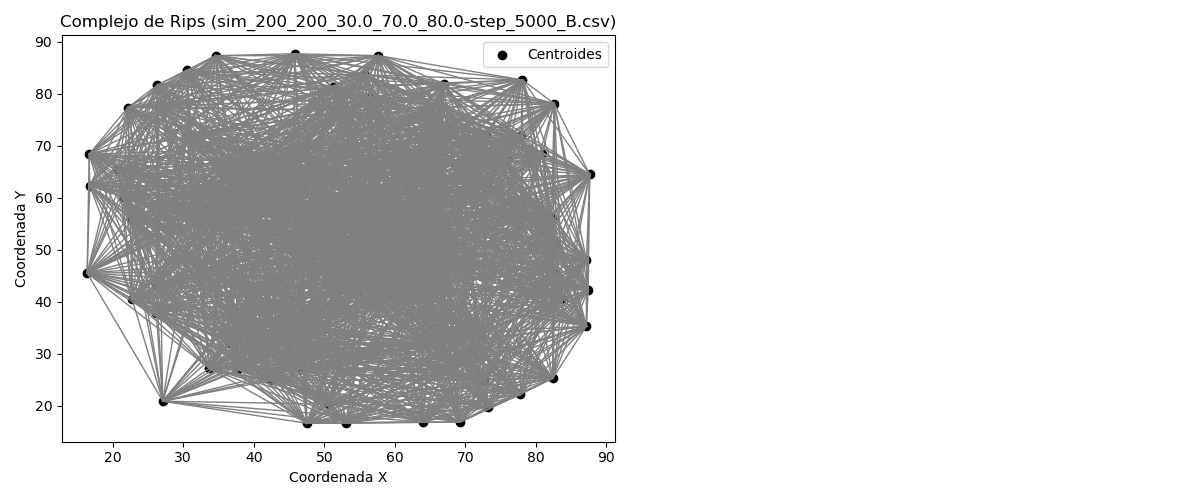 Complejo de Rips (sim_200_200_30.0_70.0_80.0-step_5000_B.csv)
Centroides
90
80
70
60
50
40
30
20
Coordenada Y
20 30 40 50 60 70 80 90
Coordenada X